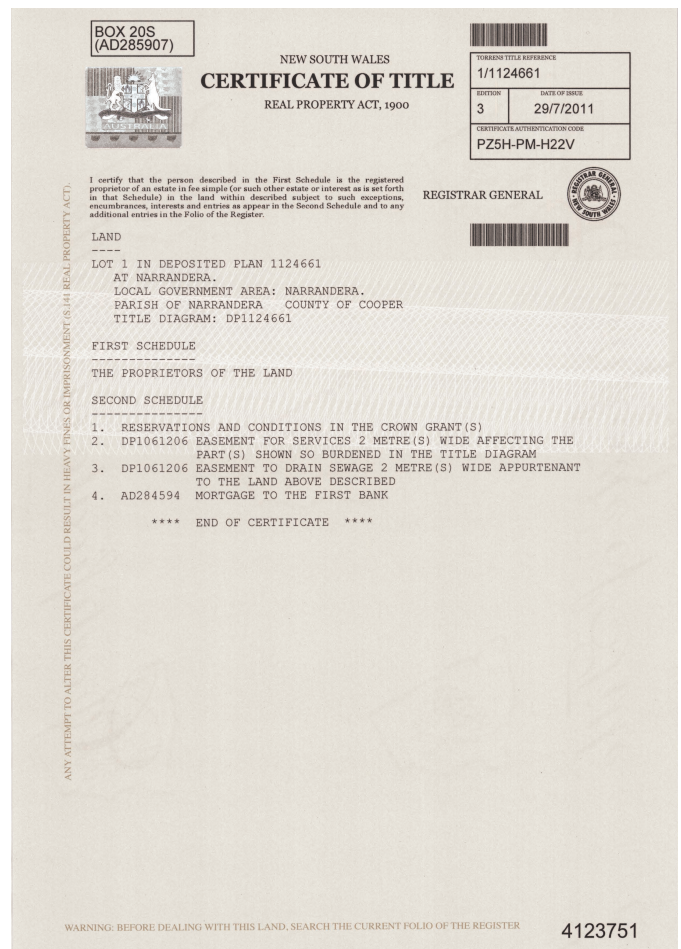 BOX 20S
(AD285907)
NEW SOUTH WALES
CERTIFICATE OF TITLE
REAL PROPERTY ACT, 1900
TORRENS TITLE REFERENCE
1/1124661
EDITION
DATE OF ISSUE
3
29/7/2011
CERTIFICATE AUTHENTICATION CODE
PZ5H-PM-H22V
AUSTRALIA
I certify that the person described in the First Schedule is the registered
proprietor of an estate in fee simple (or such other estate or interest as is set forth
in that Schedule) in the land within described subject to such exceptions,
encumbrances, interests and entries as appear in the Second Schedule and to any
additional entries in the Folio of the Register.
REGISTRAR GENERAL
REGISTRAR GENERAL
NEW SOUTH WALES
LAND
----
LOT 1 IN DEPOSITED PLAN 1124661
AT NARRANDERA.
LOCAL GOVERNMENT AREA: NARRANDERA.
PARISH OF NARRANDERA COUNTY OF COOPER
TITLE DIAGRAM: DP1124661
FIRST SCHEDULE
--------------
THE PROPRIETORS OF THE LAND
SECOND SCHEDULE
---------------
1. RESERVATIONS AND CONDITIONS IN THE CROWN GRANT(S)
2. DP1061206 EASEMENT FOR SERVICES 2 METRE(S) WIDE AFFECTING THE
PART(S) SHOWN SO BURDENED IN THE TITLE DIAGRAM
3. DP1061206 EASEMENT TO DRAIN SEWAGE 2 METRE(S) WIDE APPURTENANT
TO THE LAND ABOVE DESCRIBED
4. AD284594 MORTGAGE TO THE FIRST BANK
**** END OF CERTIFICATE ****
ANY ATTEMPT TO ALTER THIS CERTIFICATE COULD RESULT IN HEAVY FINES OR IMPRISONMENT (S.141 REAL PROPERTY ACT).
WARNING: BEFORE DEALING WITH THIS LAND, SEARCH THE CURRENT FOLIO OF THE REGISTER
4123751